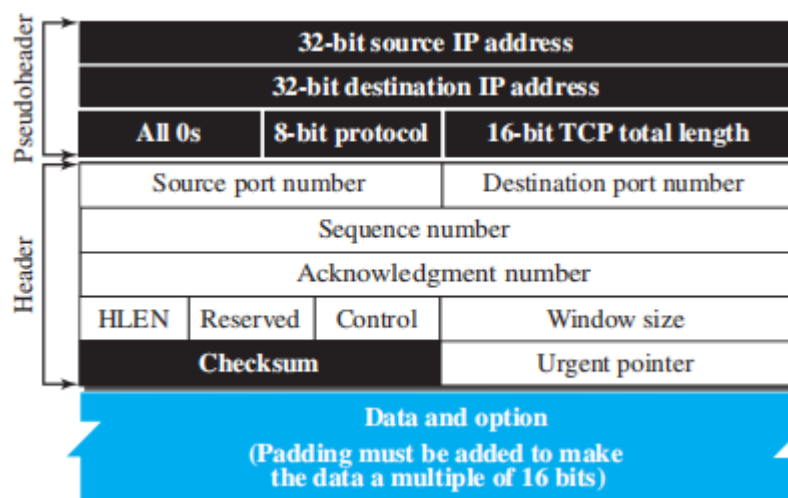 Pseudoheader
32-bit source IP address
32-bit destination IP address
All 0s 8-bit protocol 16-bit TCP total length
Header
Source port number Destination port number
Sequence number
Acknowledgment number
HLEN Reserved Control Window size
Checksum Urgent pointer
Data and option
(Padding must be added to make
the data a multiple of 16 bits)